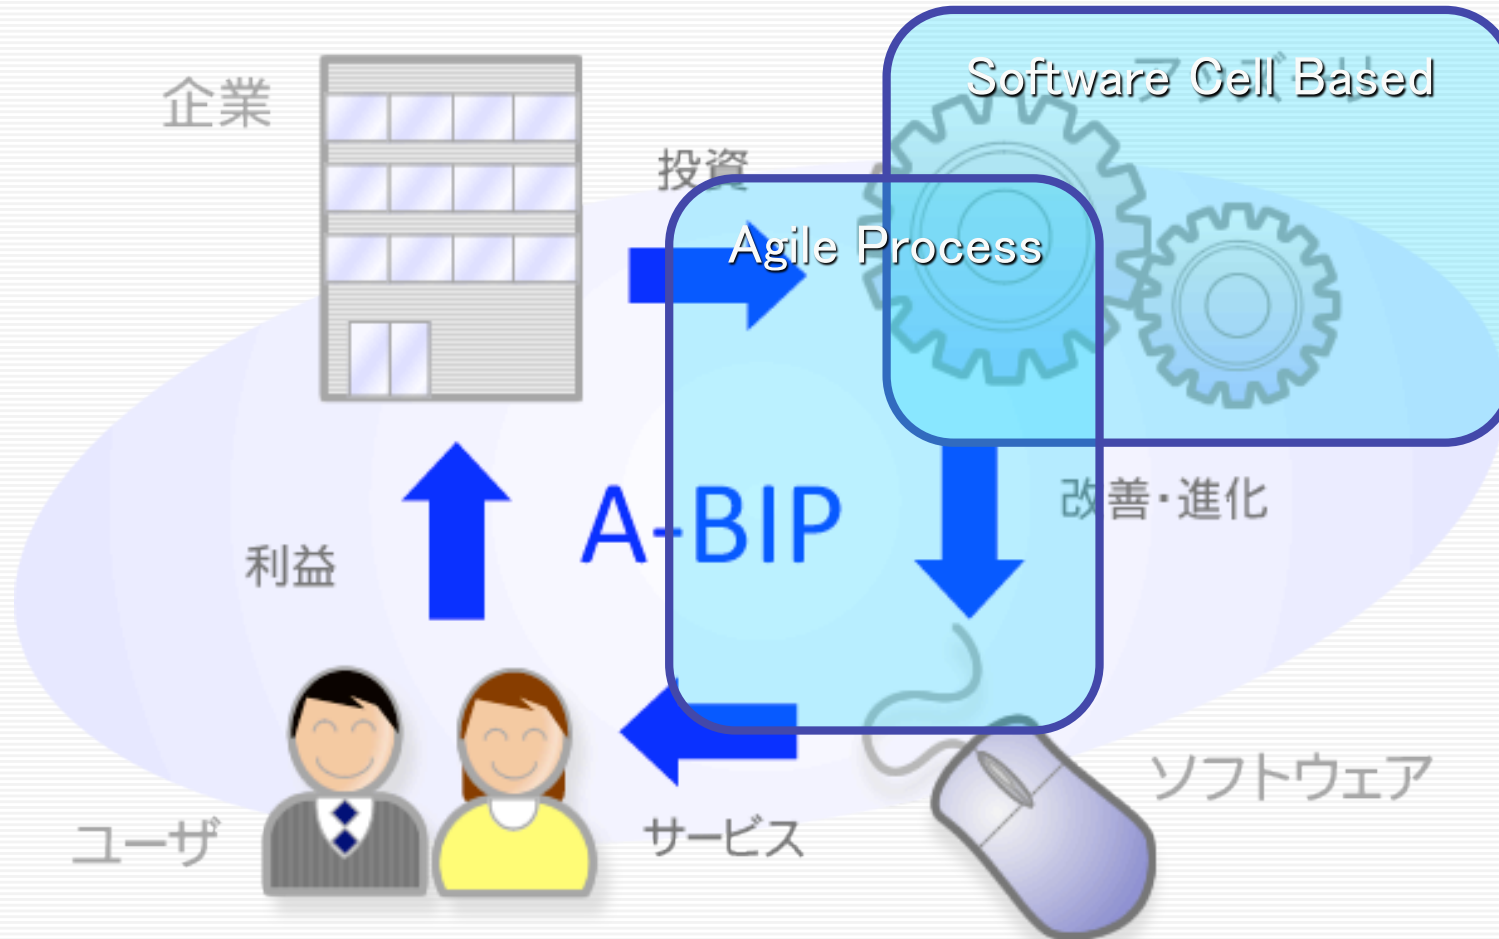 Software Cell Based
企業
投資
Agile Process
A-BIP
改善・進化
利益
ソフトウェア
ユーザ
サービス